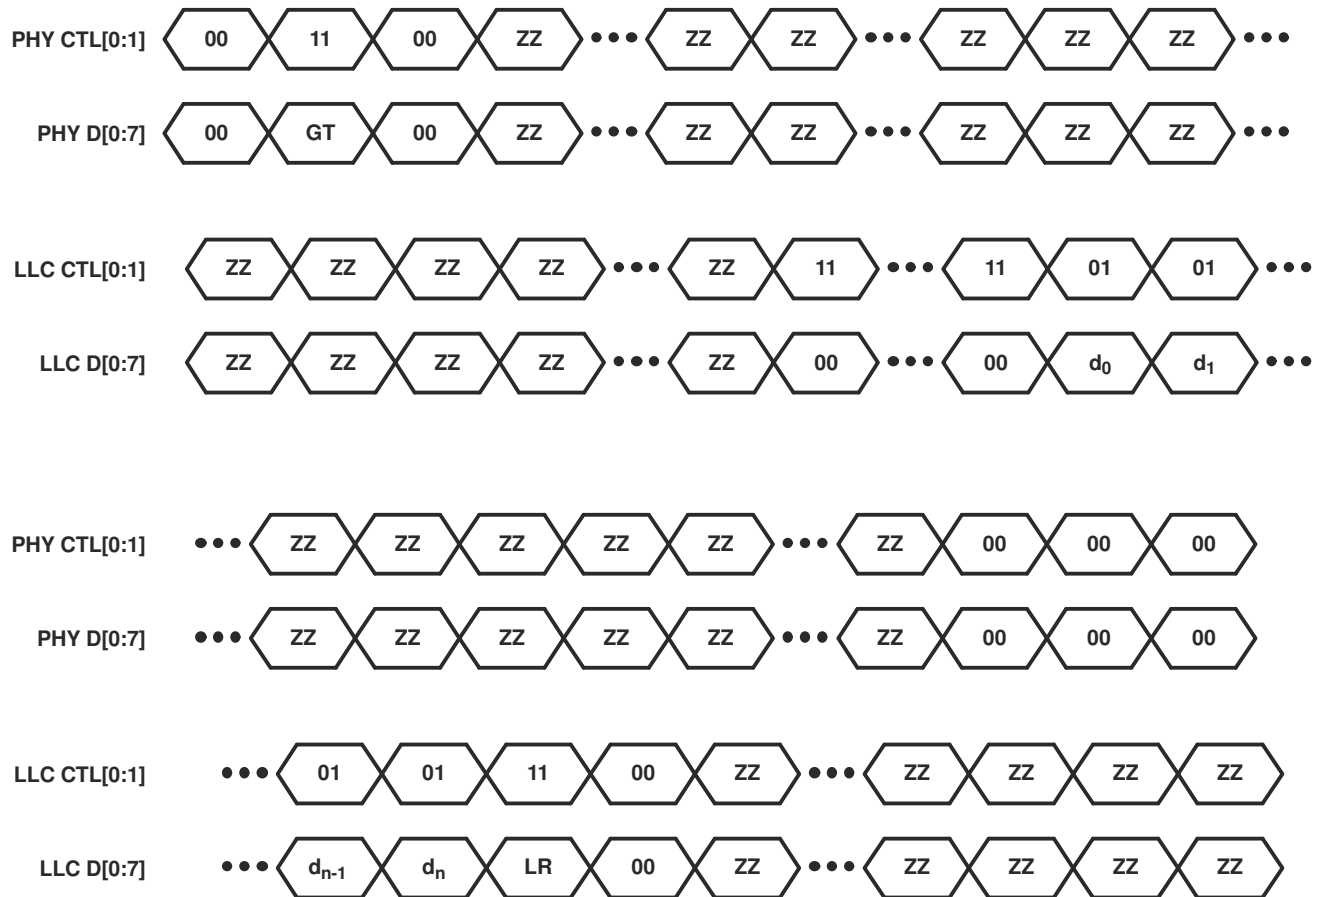 PHY CTL[0:1] 00 11 00 ZZ ••• ZZ ZZ ••• ZZ ZZ ZZ •••
PHY D[0:7] 00 GT 00 ZZ ••• ZZ ZZ ••• ZZ ZZ ZZ •••
LLC CTL[0:1] ZZ ZZ ZZ ZZ ••• ZZ 11 ••• 11 01 01 •••
LLC D[0:7] ZZ ZZ ZZ ZZ ••• ZZ 00 ••• 00 d0 d1 •••
PHY CTL[0:1] ••• ZZ ZZ ZZ ZZ ZZ ••• ZZ 00 00 00
PHY D[0:7] ••• ZZ ZZ ZZ ZZ ZZ ••• ZZ 00 00 00
LLC CTL[0:1] ••• 01 01 11 00 ZZ ••• ZZ ZZ ZZ ZZ
LLC D[0:7] ••• dn-1 dn LR 00 ZZ ••• ZZ ZZ ZZ ZZ